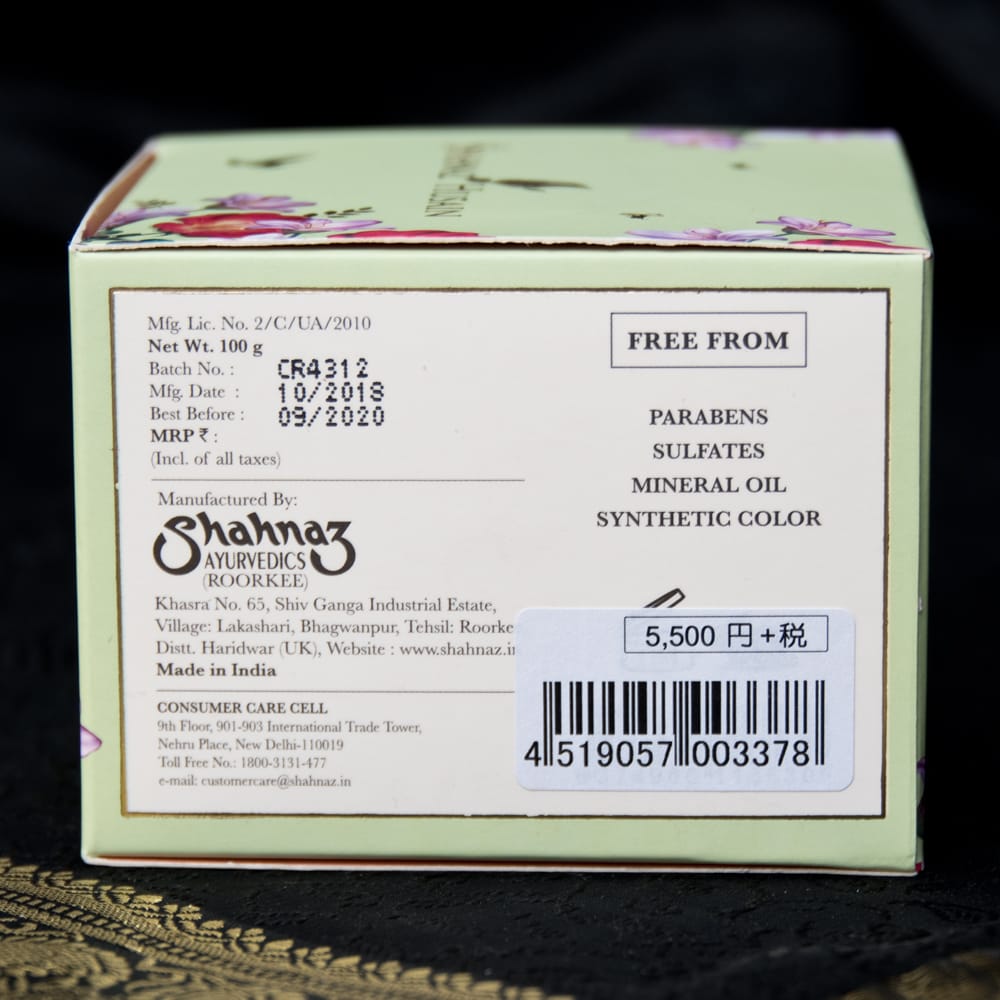 SHAHNAZ HUSAIN
Mfg. Lic. No. 2/C/UA/2010
Net Wt. 100 g
Batch No. : CR4312
Mfg. Date : 10/2018
Best Before : 09/2020
MRP ₹ :
(Incl. of all taxes)
Manufactured By:
Shahnaz
AYURVEDICS
(ROORKEE)
Khasra No. 65, Shiv Ganga Industrial Estate,
Village: Lakashari, Bhagwanpur, Tehsil: Roorke
Distt. Haridwar (UK), Website : www.shahnaz.in
Made in India
CONSUMER CARE CELL
9th Floor, 901-903 International Trade Tower,
Nehru Place, New Delhi-110019
Toll Free No.: 1800-3131-477
e-mail: customercare@shahnaz.in
FREE FROM
PARABENS
SULFATES
MINERAL OIL
SYNTHETIC COLOR
5,500 円+税
4 519057 003378